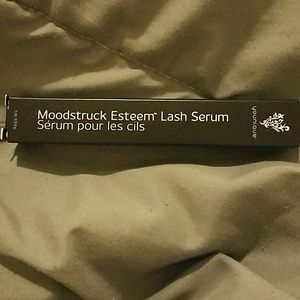 Moodstruck Esteem™ Lash Serum
Sérum pour les cils
younique